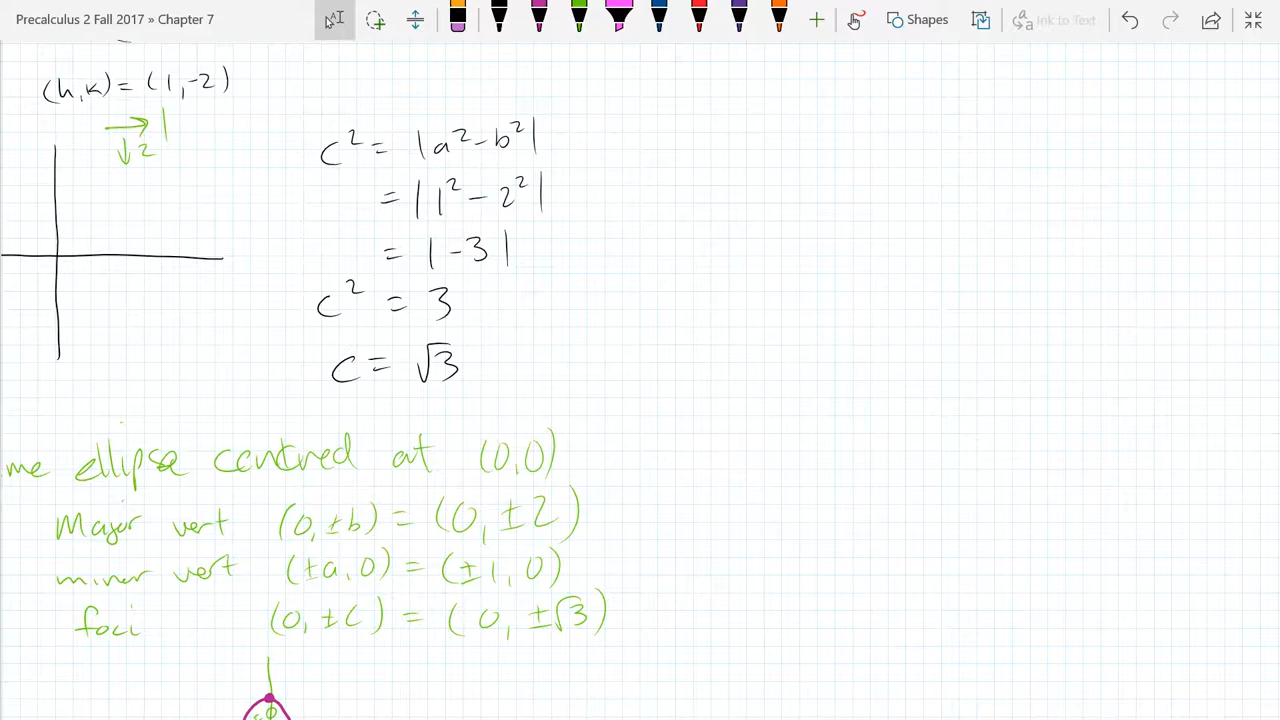 Precalculus 2 Fall 2017 » Chapter 7
Shapes
Ink to Text
(h,k) = (1,-2)
→ 1
↓ 2
c² = |a² - b²|
= |1² - 2²|
= |-3|
c² = 3
c = √3
me ellipse centred at (0,0)
Major vert (0,±b) = (0,±2)
minor vert (±a,0) = (±1,0)
foci (0,±c) = (0,±√3)